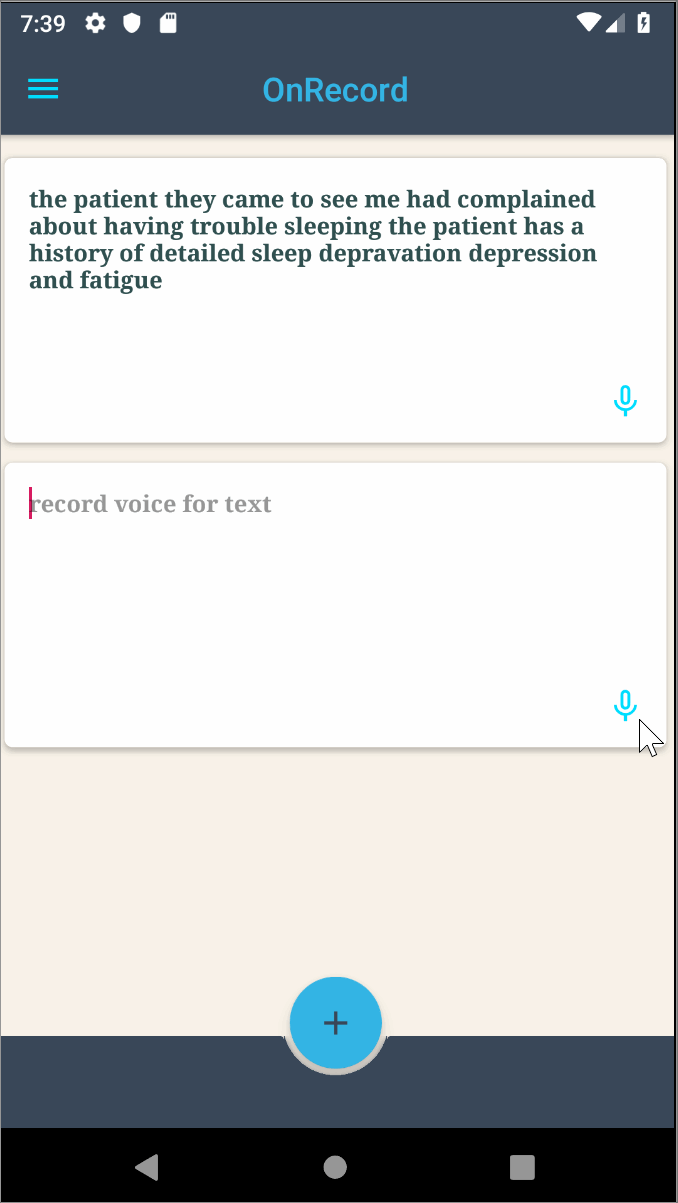 7:39
OnRecord
the patient they came to see me had complained
about having trouble sleeping the patient has a
history of detailed sleep depravation depression
and fatigue
record voice for text